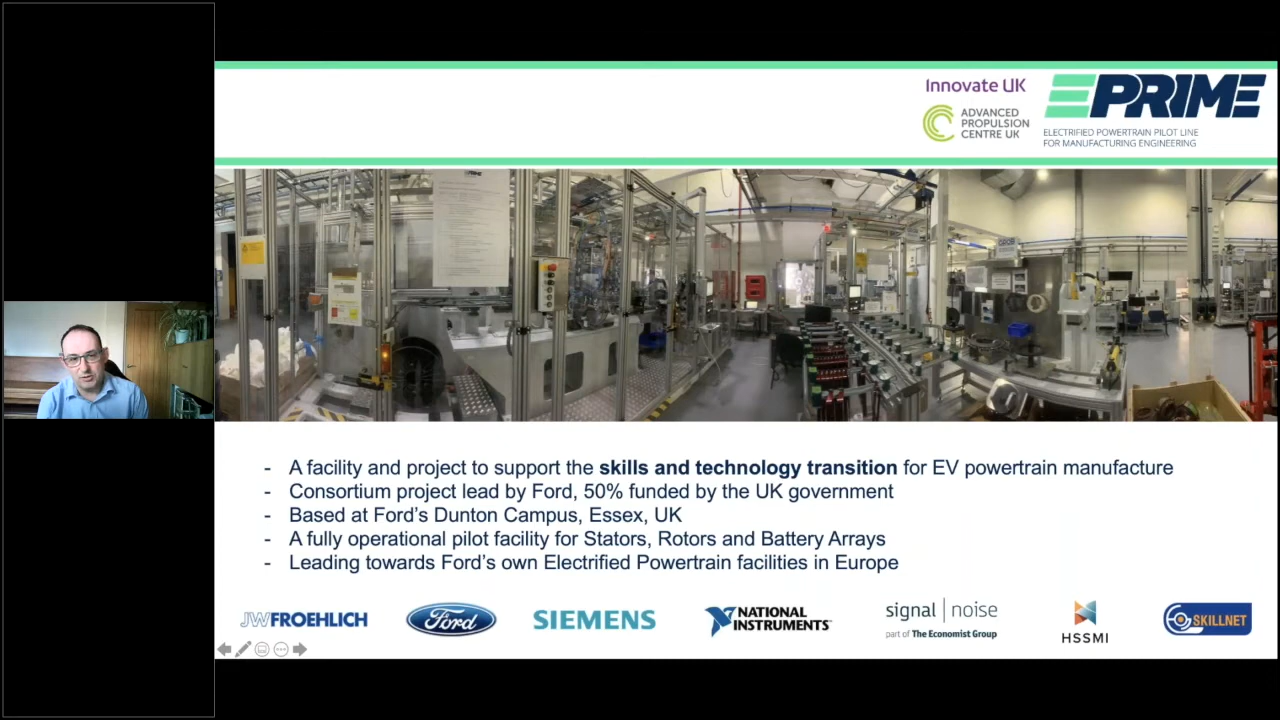 Innovate UK
ADVANCED
PROPULSION
CENTRE UK
EPRIME
ELECTRIFIED POWERTRAIN PILOT LINE
FOR MANUFACTURING ENGINEERING
- A facility and project to support the skills and technology transition for EV powertrain manufacture
- Consortium project lead by Ford, 50% funded by the UK government
- Based at Ford's Dunton Campus, Essex, UK
- A fully operational pilot facility for Stators, Rotors and Battery Arrays
- Leading towards Ford's own Electrified Powertrain facilities in Europe
JWFROEHLICH
Ford
SIEMENS
NATIONAL
INSTRUMENTS
signal | noise
part of The Economist Group
HSSMI
SKILLNET